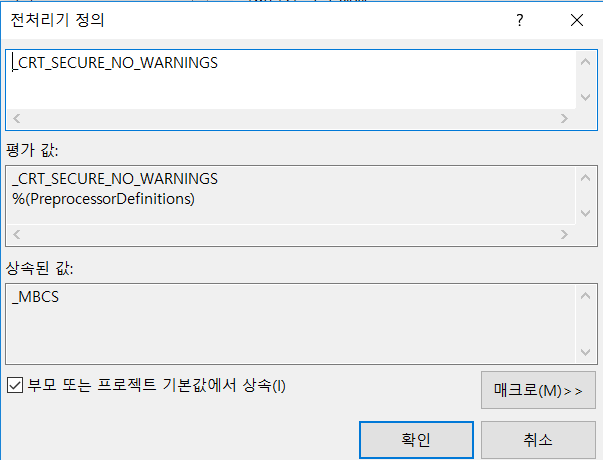 전처리기 정의
_CRT_SECURE_NO_WARNINGS
평가 값:
_CRT_SECURE_NO_WARNINGS
%(PreprocessorDefinitions)
상속된 값:
_MBCS
부모 또는 프로젝트 기본값에서 상속(I)
매크로(M)>>
확인
취소